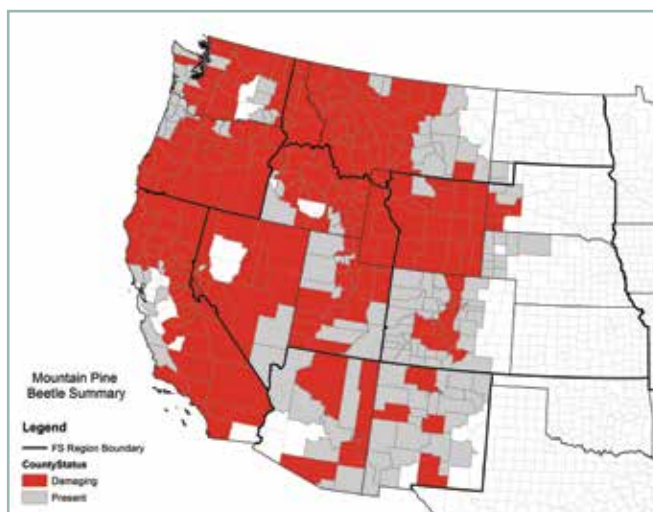 Mountain Pine
Beetle Summary
Legend
FS Region Boundary
CountyStatus
Damaging
Present